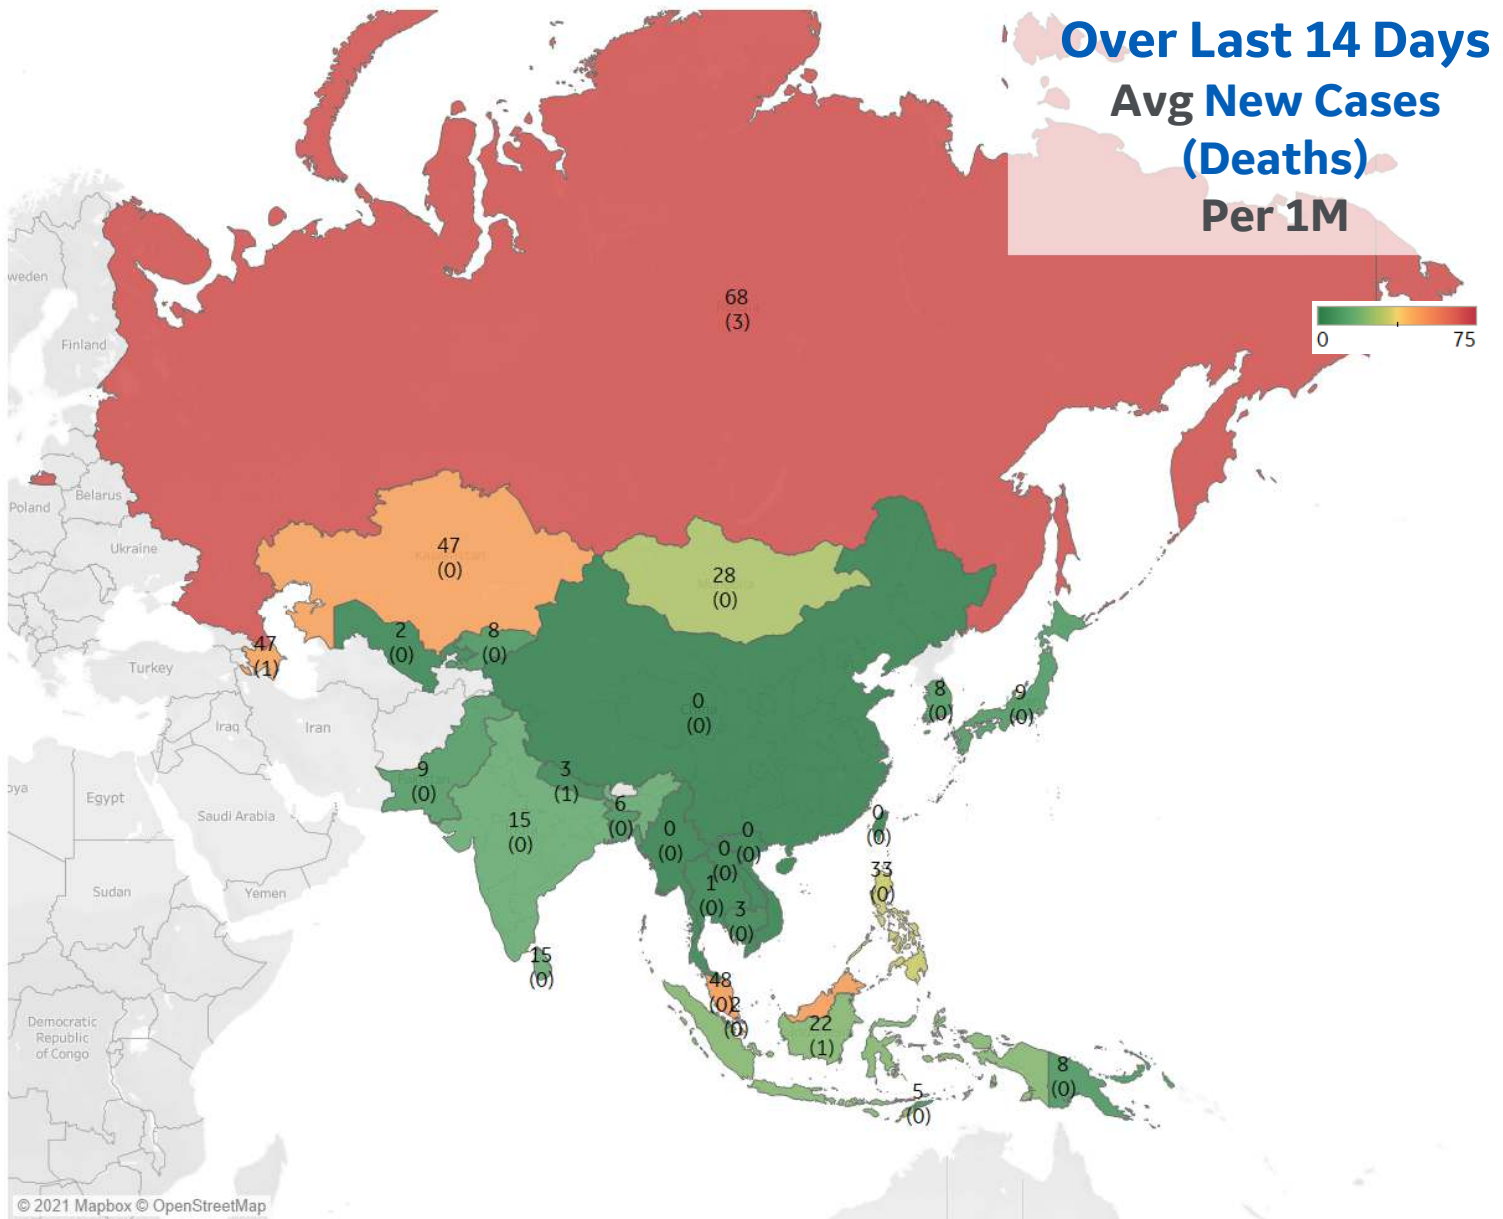 Over Last 14 Days
Avg New Cases
(Deaths)
Per 1M
0 75
weden
Finland
Belarus
Poland
Ukraine
Turkey
Iraq
Iran
oya
Egypt
Saudi Arabia
Sudan
Yemen
Democratic
Republic
of Congo
68
(3)
47
(0)
28
(0)
47
(1)
2
(0)
8
(0)
0
(0)
8
(0)
9
(0)
9
(0)
3
(1)
6
(0)
15
(0)
0
(0)
0
(0)
0
(0)
0
(0)
1
(0)
3
(0)
33
(0)
15
(0)
48
(0)
2
(0)
22
(1)
8
(0)
5
(0)
© 2021 Mapbox © OpenStreetMap